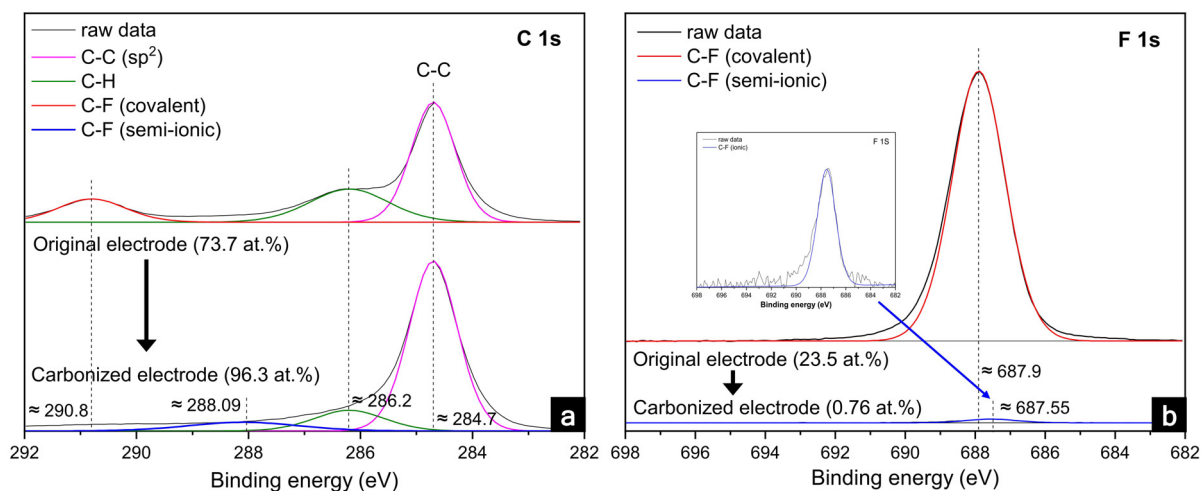 raw data
C-C (sp²)
C-H
C-F (covalent)
C-F (semi-ionic)
C 1s
C-C
Original electrode (73.7 at.%)
Carbonized electrode (96.3 at.%)
≈ 290.8
≈ 288.09
≈ 286.2
≈ 284.7
a
292 290 288 286 284 282
Binding energy (eV)
raw data
C-F (covalent)
C-F (semi-ionic)
F 1s
raw data
C-F (ionic)
F 1S
698 696 694 692 690 688 686 684 682
Binding energy (eV)
Original electrode (23.5 at.%)
Carbonized electrode (0.76 at.%)
≈ 687.9
≈ 687.55
b
698 696 694 692 690 688 686 684 682
Binding energy (eV)